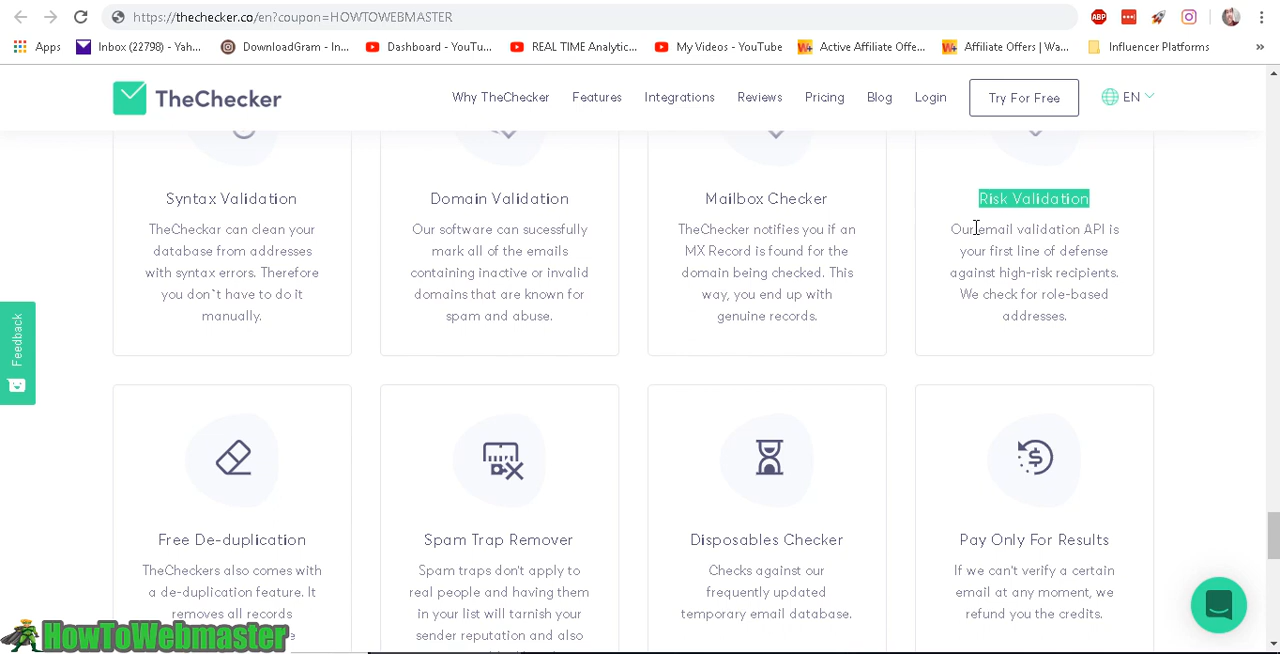 https://thechecker.co/en?coupon=HOWTOWEBMASTER
ABP
Apps
Inbox (22798) - Yah...
DownloadGram - In...
Dashboard - YouTu...
REAL TIME Analytic...
My Videos - YouTube
Active Affiliate Offe...
Affiliate Offers | Wa...
Influencer Platforms
»
TheChecker
Why TheChecker
Features
Integrations
Reviews
Pricing
Blog
Login
Try For Free
EN
Syntax Validation
TheCheckar can clean your
database from addresses
with syntax errors. Therefore
you don`t have to do it
manually.
Domain Validation
Our software can sucessfully
mark all of the emails
containing inactive or invalid
domains that are known for
spam and abuse.
Mailbox Checker
TheChecker notifies you if an
MX Record is found for the
domain being checked. This
way, you end up with
genuine records.
Risk Validation
Our email validation API is
your first line of defense
against high-risk recipients.
We check for role-based
addresses.
Feedback
Free De-duplication
TheCheckers also comes with
a de-duplication feature. It
removes all records
Spam Trap Remover
Spam traps don't apply to
real people and having them
in your list will tarnish your
sender reputation and also
Disposables Checker
Checks against our
frequently updated
temporary email database.
Pay Only For Results
If we can't verify a certain
email at any moment, we
refund you the credits.
HowToWebmaster